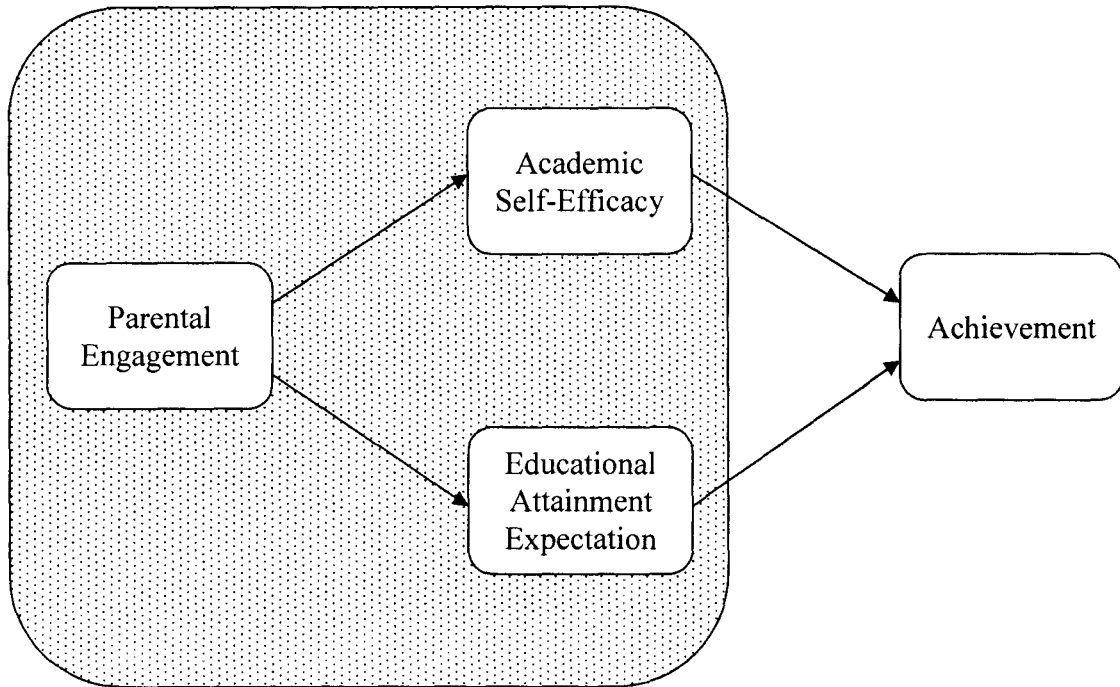 Academic
Self-Efficacy
Parental
Engagement
Achievement
Educational
Attainment
Expectation